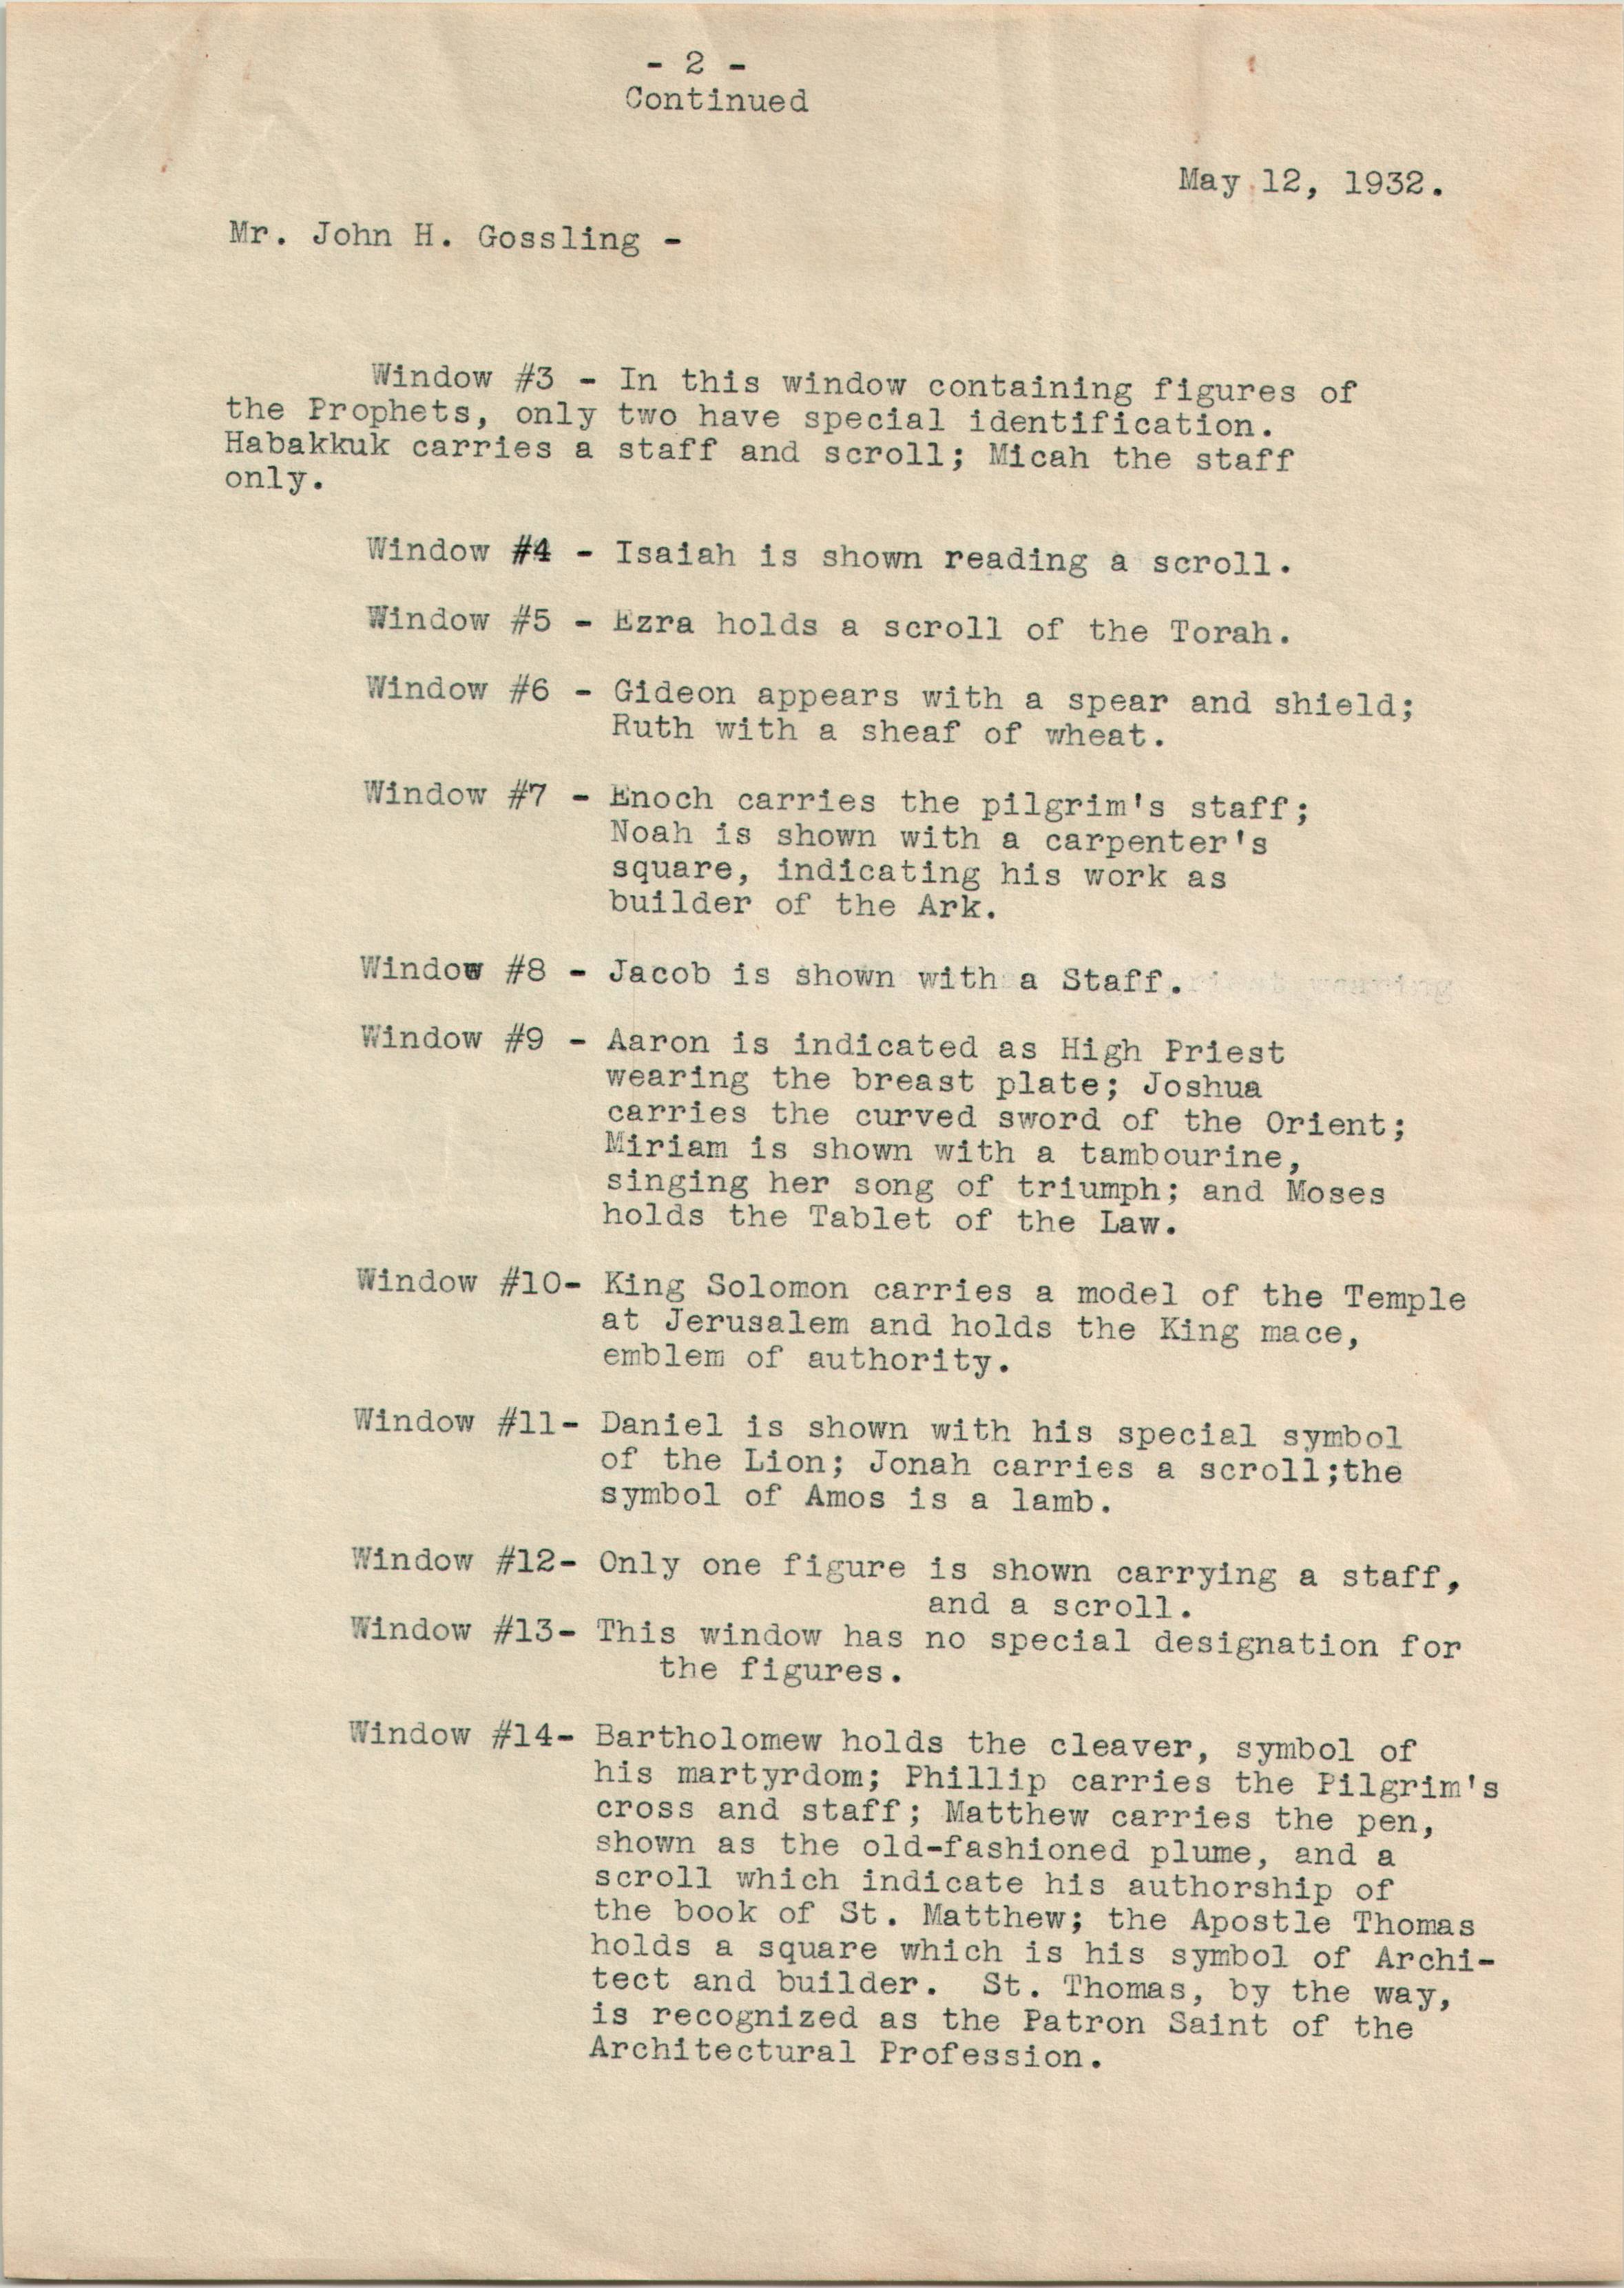 - 2 -
Continued
May 12, 1932.
Mr. John H. Gossling -
Window #3 - In this window containing figures of
the Prophets, only two have special identification.
Habakkuk carries a staff and scroll; Micah the staff
only.
Window #4 - Isaiah is shown reading a scroll.
Window #5 - Ezra holds a scroll of the Torah.
Window #6 - Gideon appears with a spear and shield;
Ruth with a sheaf of wheat.
Window #7 - Enoch carries the pilgrim's staff;
Noah is shown with a carpenter's
square, indicating his work as
builder of the Ark.
Window #8 - Jacob is shown with a Staff.
Window #9 - Aaron is indicated as High Priest
wearing the breast plate; Joshua
carries the curved sword of the Orient;
Miriam is shown with a tambourine,
singing her song of triumph; and Moses
holds the Tablet of the Law.
Window #10- King Solomon carries a model of the Temple
at Jerusalem and holds the King mace,
emblem of authority.
Window #11- Daniel is shown with his special symbol
of the Lion; Jonah carries a scroll;the
symbol of Amos is a lamb.
Window #12- Only one figure is shown carrying a staff,
and a scroll.
Window #13- This window has no special designation for
the figures.
Window #14- Bartholomew holds the cleaver, symbol of
his martyrdom; Phillip carries the Pilgrim's
cross and staff; Matthew carries the pen,
shown as the old-fashioned plume, and a
scroll which indicate his authorship of
the book of St. Matthew; the Apostle Thomas
holds a square which is his symbol of Archi-
tect and builder. St. Thomas, by the way,
is recognized as the Patron Saint of the
Architectural Profession.